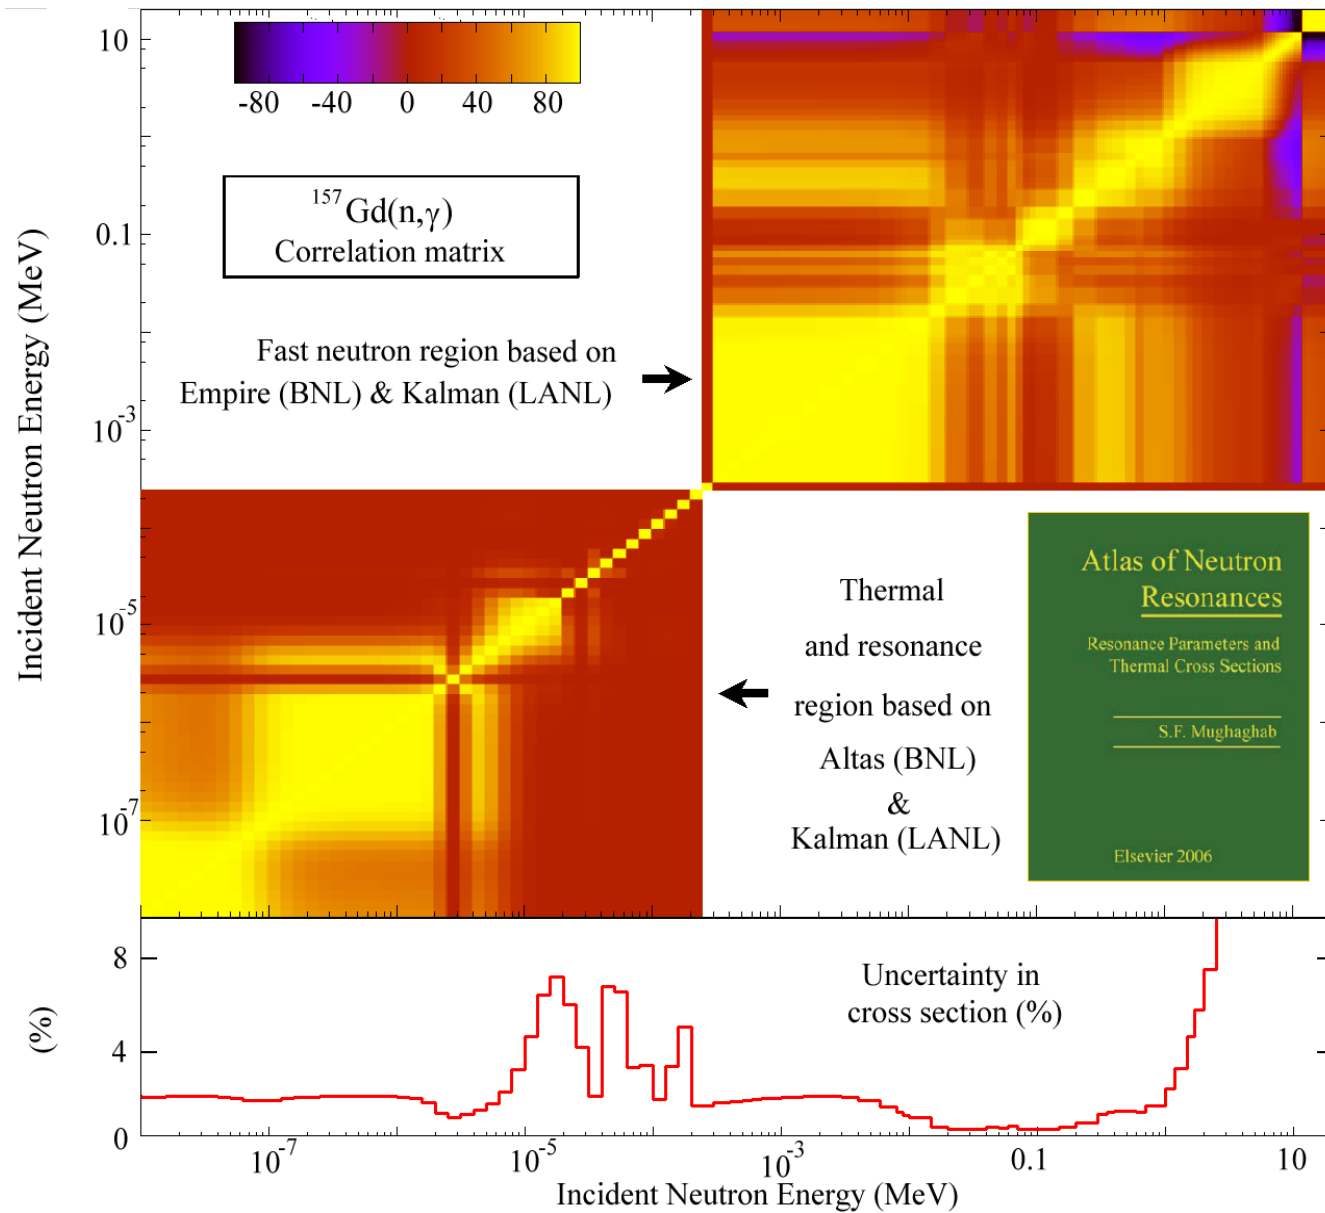 10
0.1
10-3
10-5
10-7
Incident Neutron Energy (MeV)
-80 -40 0 40 80
157Gd(n,γ)
Correlation matrix
Fast neutron region based on
Empire (BNL) & Kalman (LANL)
Thermal
and resonance
region based on
Altas (BNL)
&
Kalman (LANL)
Atlas of Neutron
Resonances
Resonance Parameters and
Thermal Cross Sections
S.F. Mughaghab
Elsevier 2006
8
4
0
(%)
Uncertainty in
cross section (%)
10-7 10-5 10-3 0.1 10
Incident Neutron Energy (MeV)